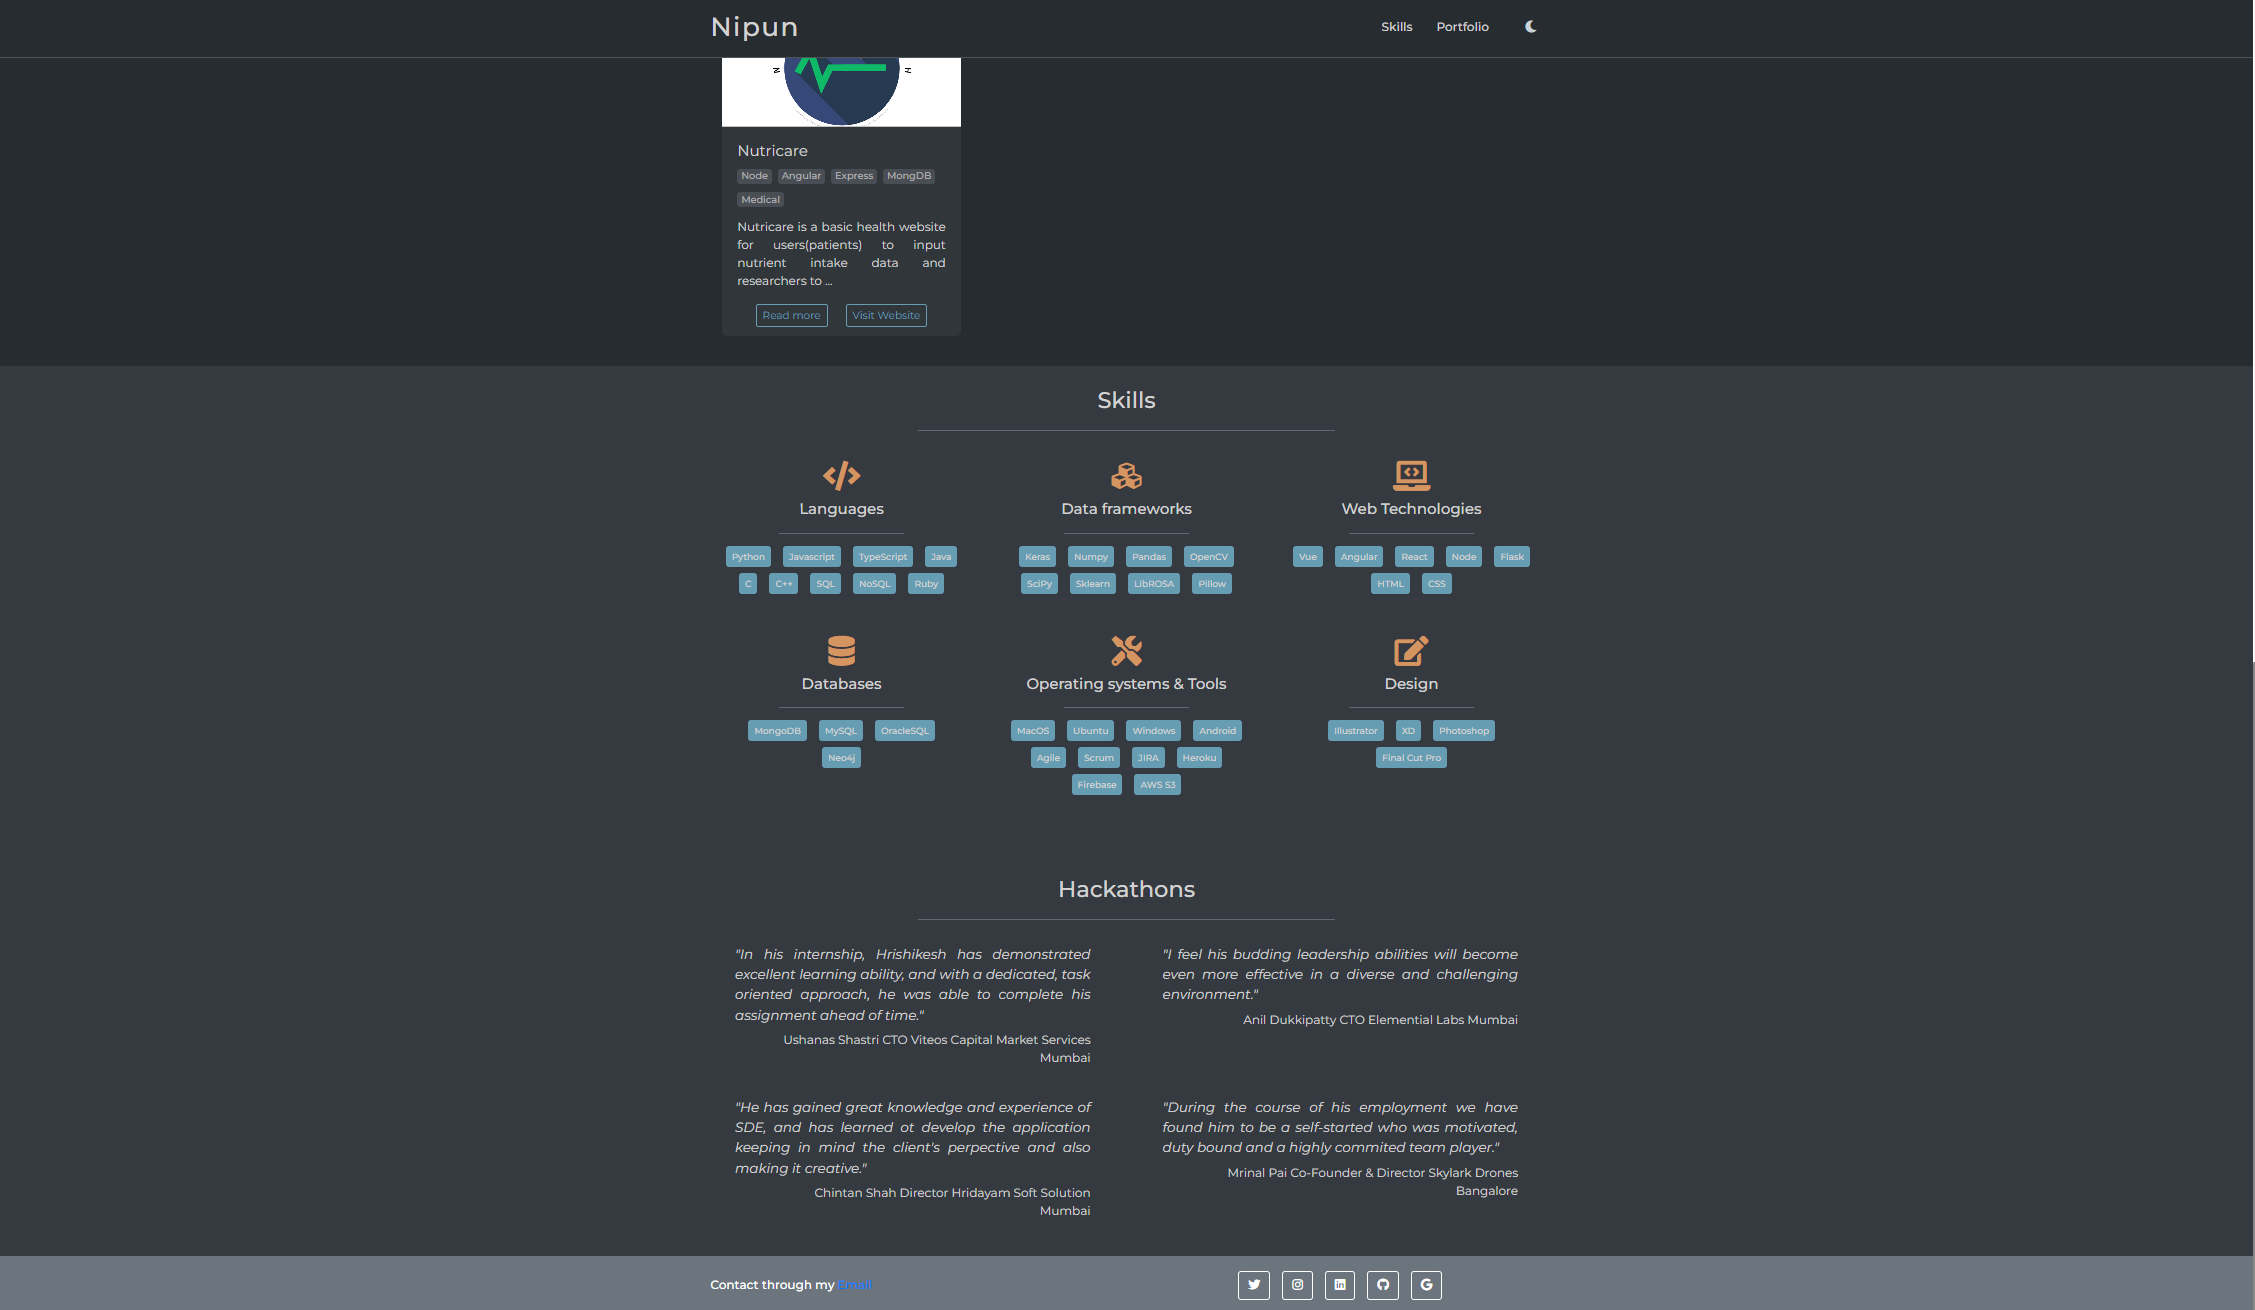 Nipun
Skills Portfolio
Nutricare
Node Angular Express MongDB
Medical
Nutricare is a basic health website
for users(patients) to input
nutrient intake data and
researchers to ...
Read more Visit Website
Skills
Languages
Python Javascript TypeScript Java
C C++ SQL NoSQL Ruby
Data frameworks
Keras Numpy Pandas OpenCV
SciPy Sklearn LibROSA Pillow
Web Technologies
Vue Angular React Node Flask
HTML CSS
Databases
MongoDB MySQL OracleSQL
Neo4j
Operating systems & Tools
MacOS Ubuntu Windows Android
Agile Scrum JIRA Heroku
Firebase AWS S3
Design
Illustrator XD Photoshop
Final Cut Pro
Hackathons
"In his internship, Hrishikesh has demonstrated
excellent learning ability, and with a dedicated, task
oriented approach, he was able to complete his
assignment ahead of time."
Ushanas Shastri CTO Viteos Capital Market Services
Mumbai
"I feel his budding leadership abilities will become
even more effective in a diverse and challenging
environment."
Anil Dukkipatty CTO Elemential Labs Mumbai
"He has gained great knowledge and experience of
SDE, and has learned ot develop the application
keeping in mind the client's perpective and also
making it creative."
Chintan Shah Director Hridayam Soft Solution
Mumbai
"During the course of his employment we have
found him to be a self-started who was motivated,
duty bound and a highly commited team player."
Mrinal Pai Co-Founder & Director Skylark Drones
Bangalore
Contact through my Email